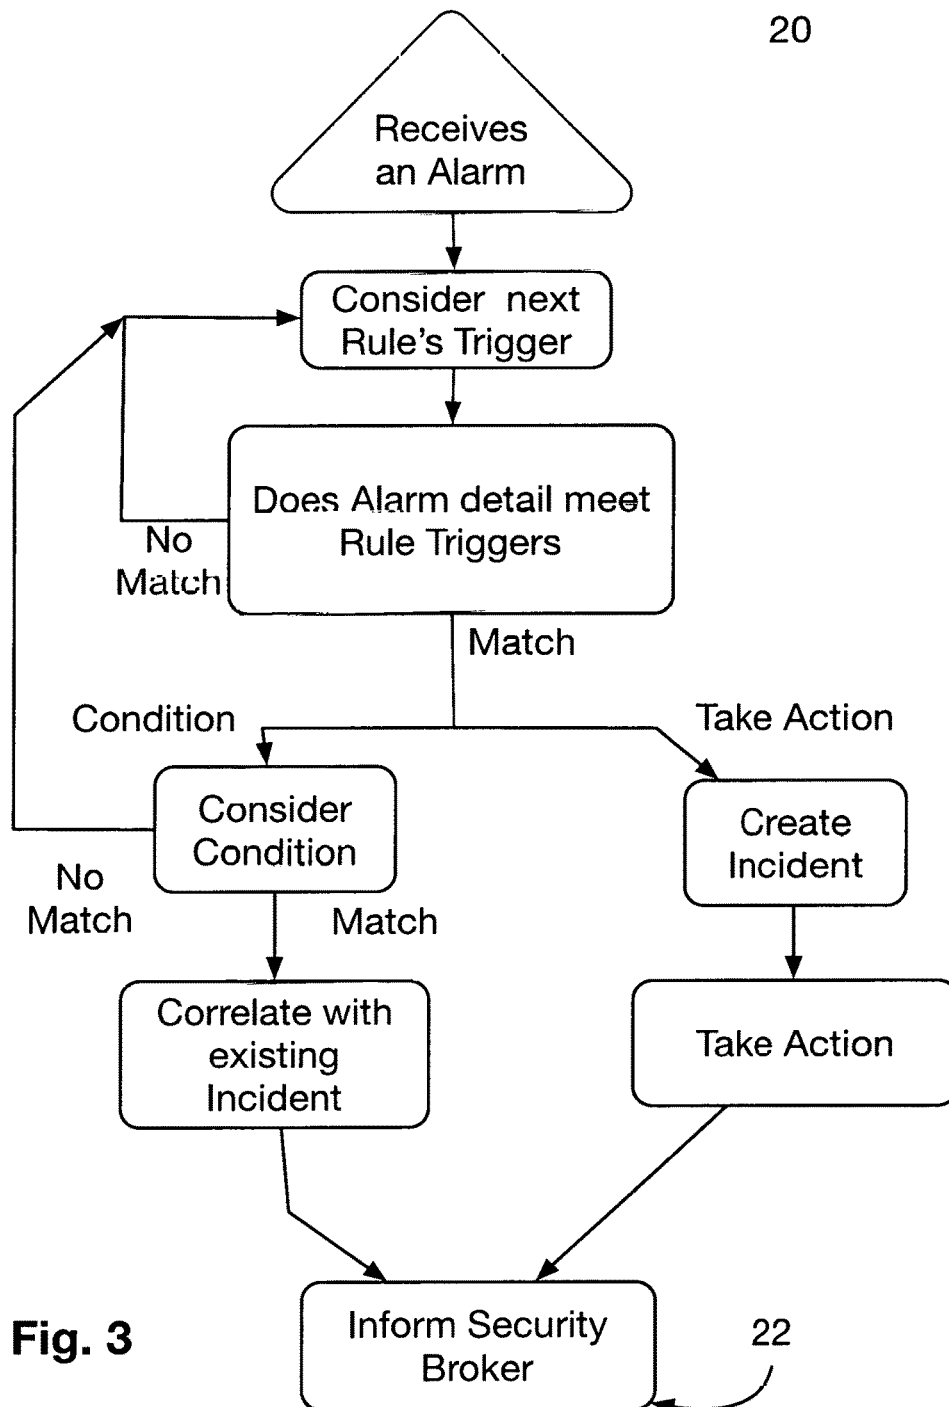 20
Receives
an Alarm
Consider next
Rule's Trigger
Does Alarm detail meet
Rule Triggers
No
Match
Match
Condition
Take Action
Consider
Condition
Create
Incident
No
Match
Match
Correlate with
existing
Incident
Take Action
Inform Security
Broker
Fig. 3
22